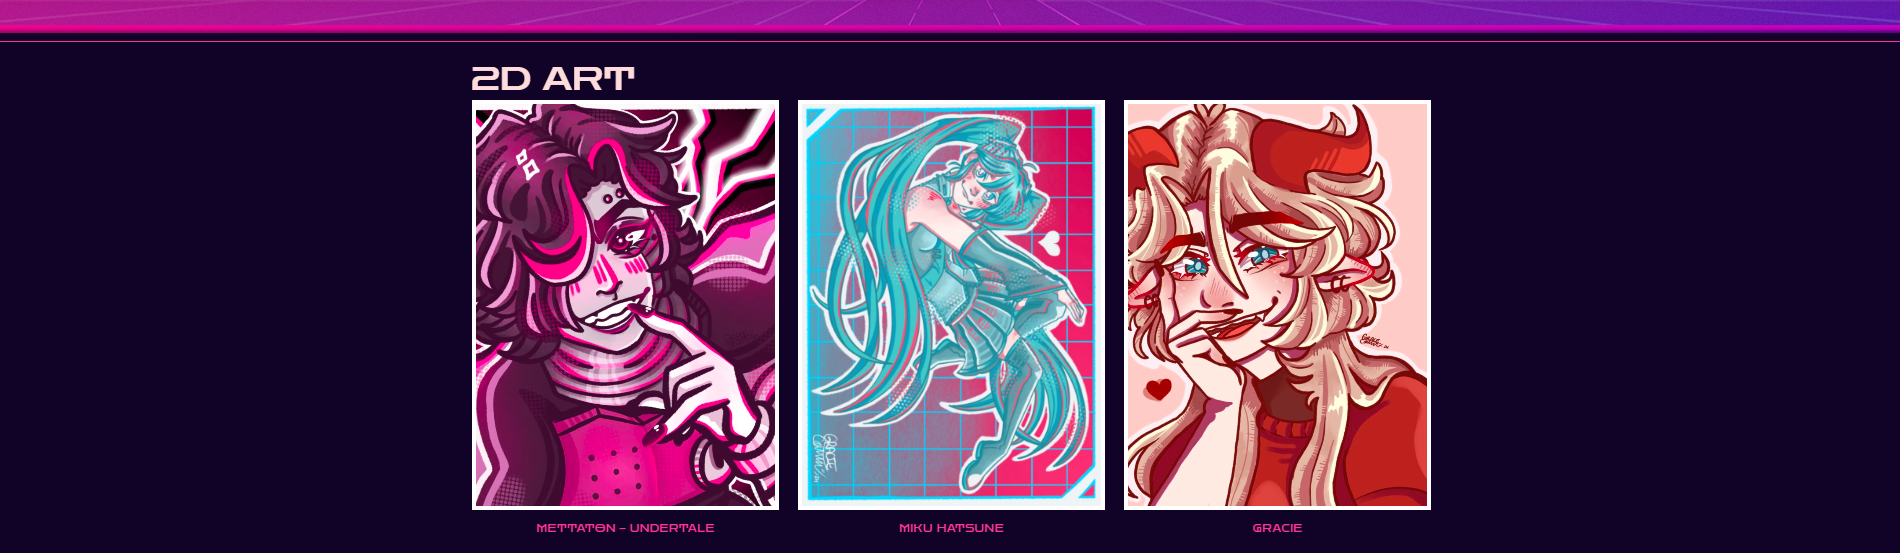 2D ART
METTATON - UNDERTALE
MIKU HATSUNE
GRACIE